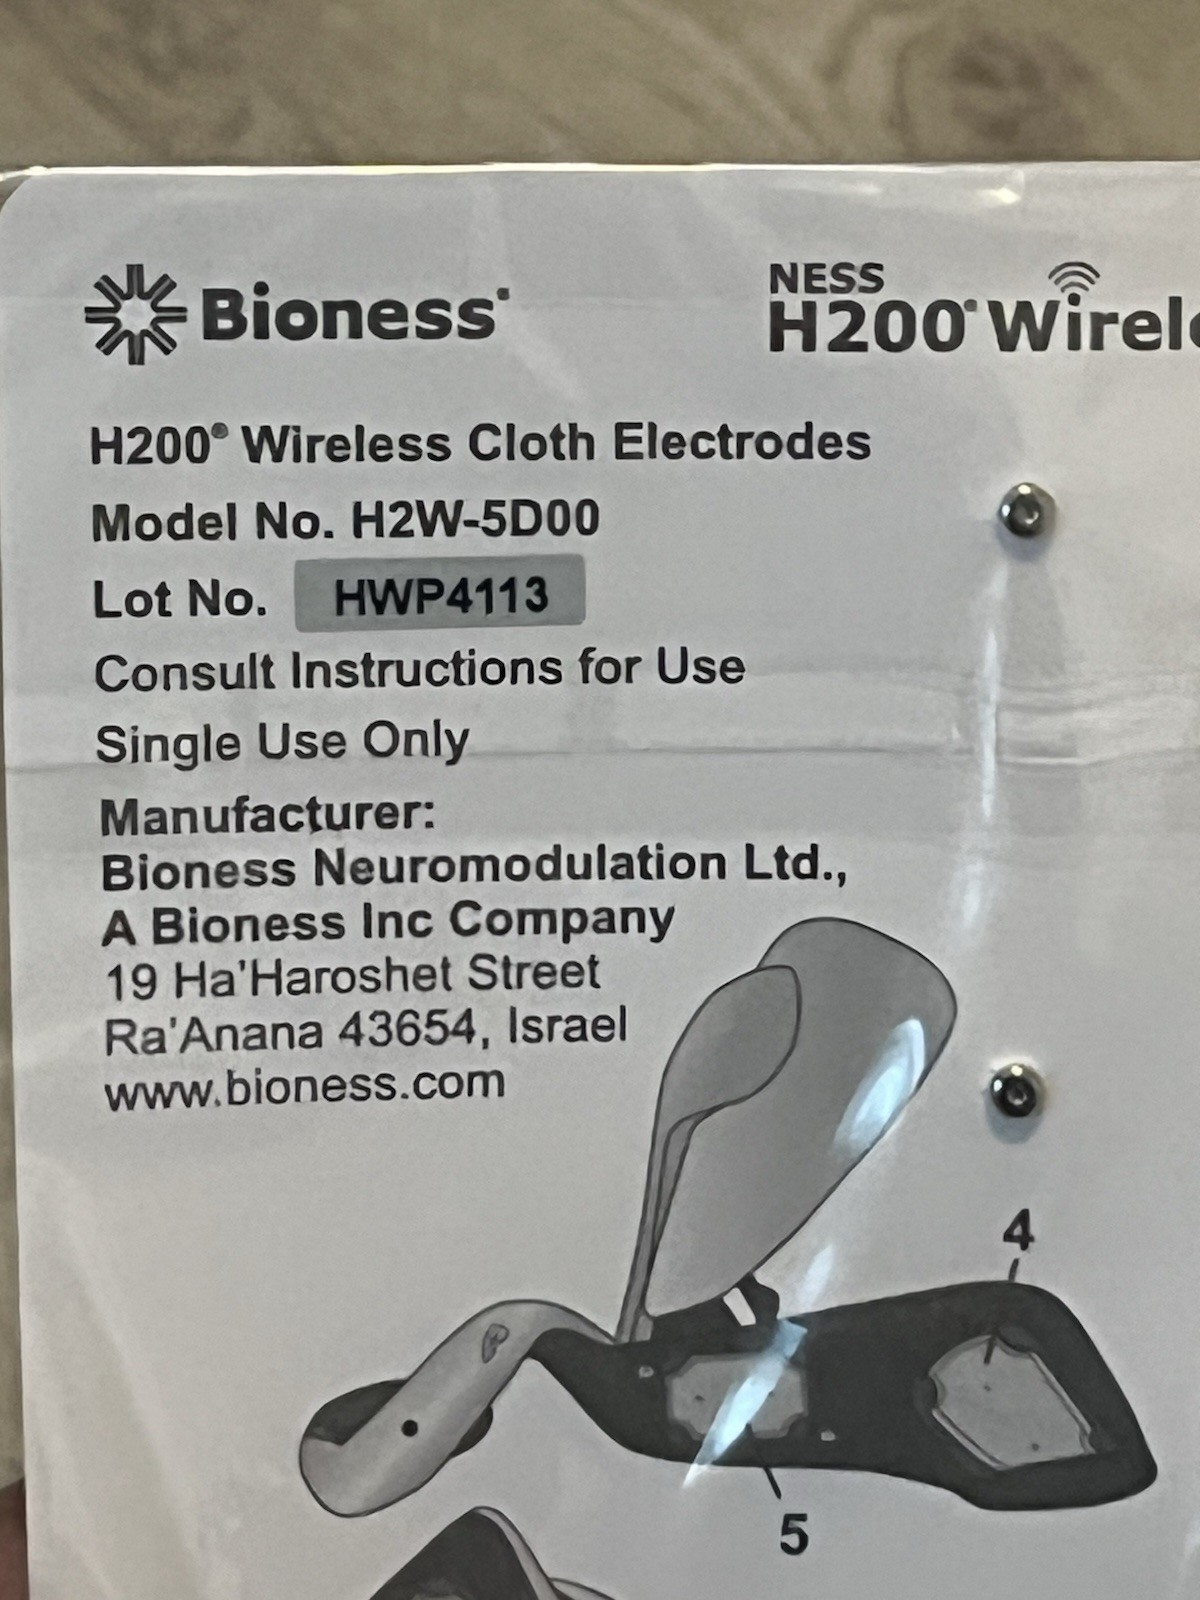 Bioness®
NESS
H200® Wirele
H200® Wireless Cloth Electrodes
Model No. H2W-5D00
Lot No. HWP4113
Consult Instructions for Use
Single Use Only
Manufacturer:
Bioness Neuromodulation Ltd.,
A Bioness Inc Company
19 Ha'Haroshet Street
Ra'Anana 43654, Israel
www.bioness.com
4
5